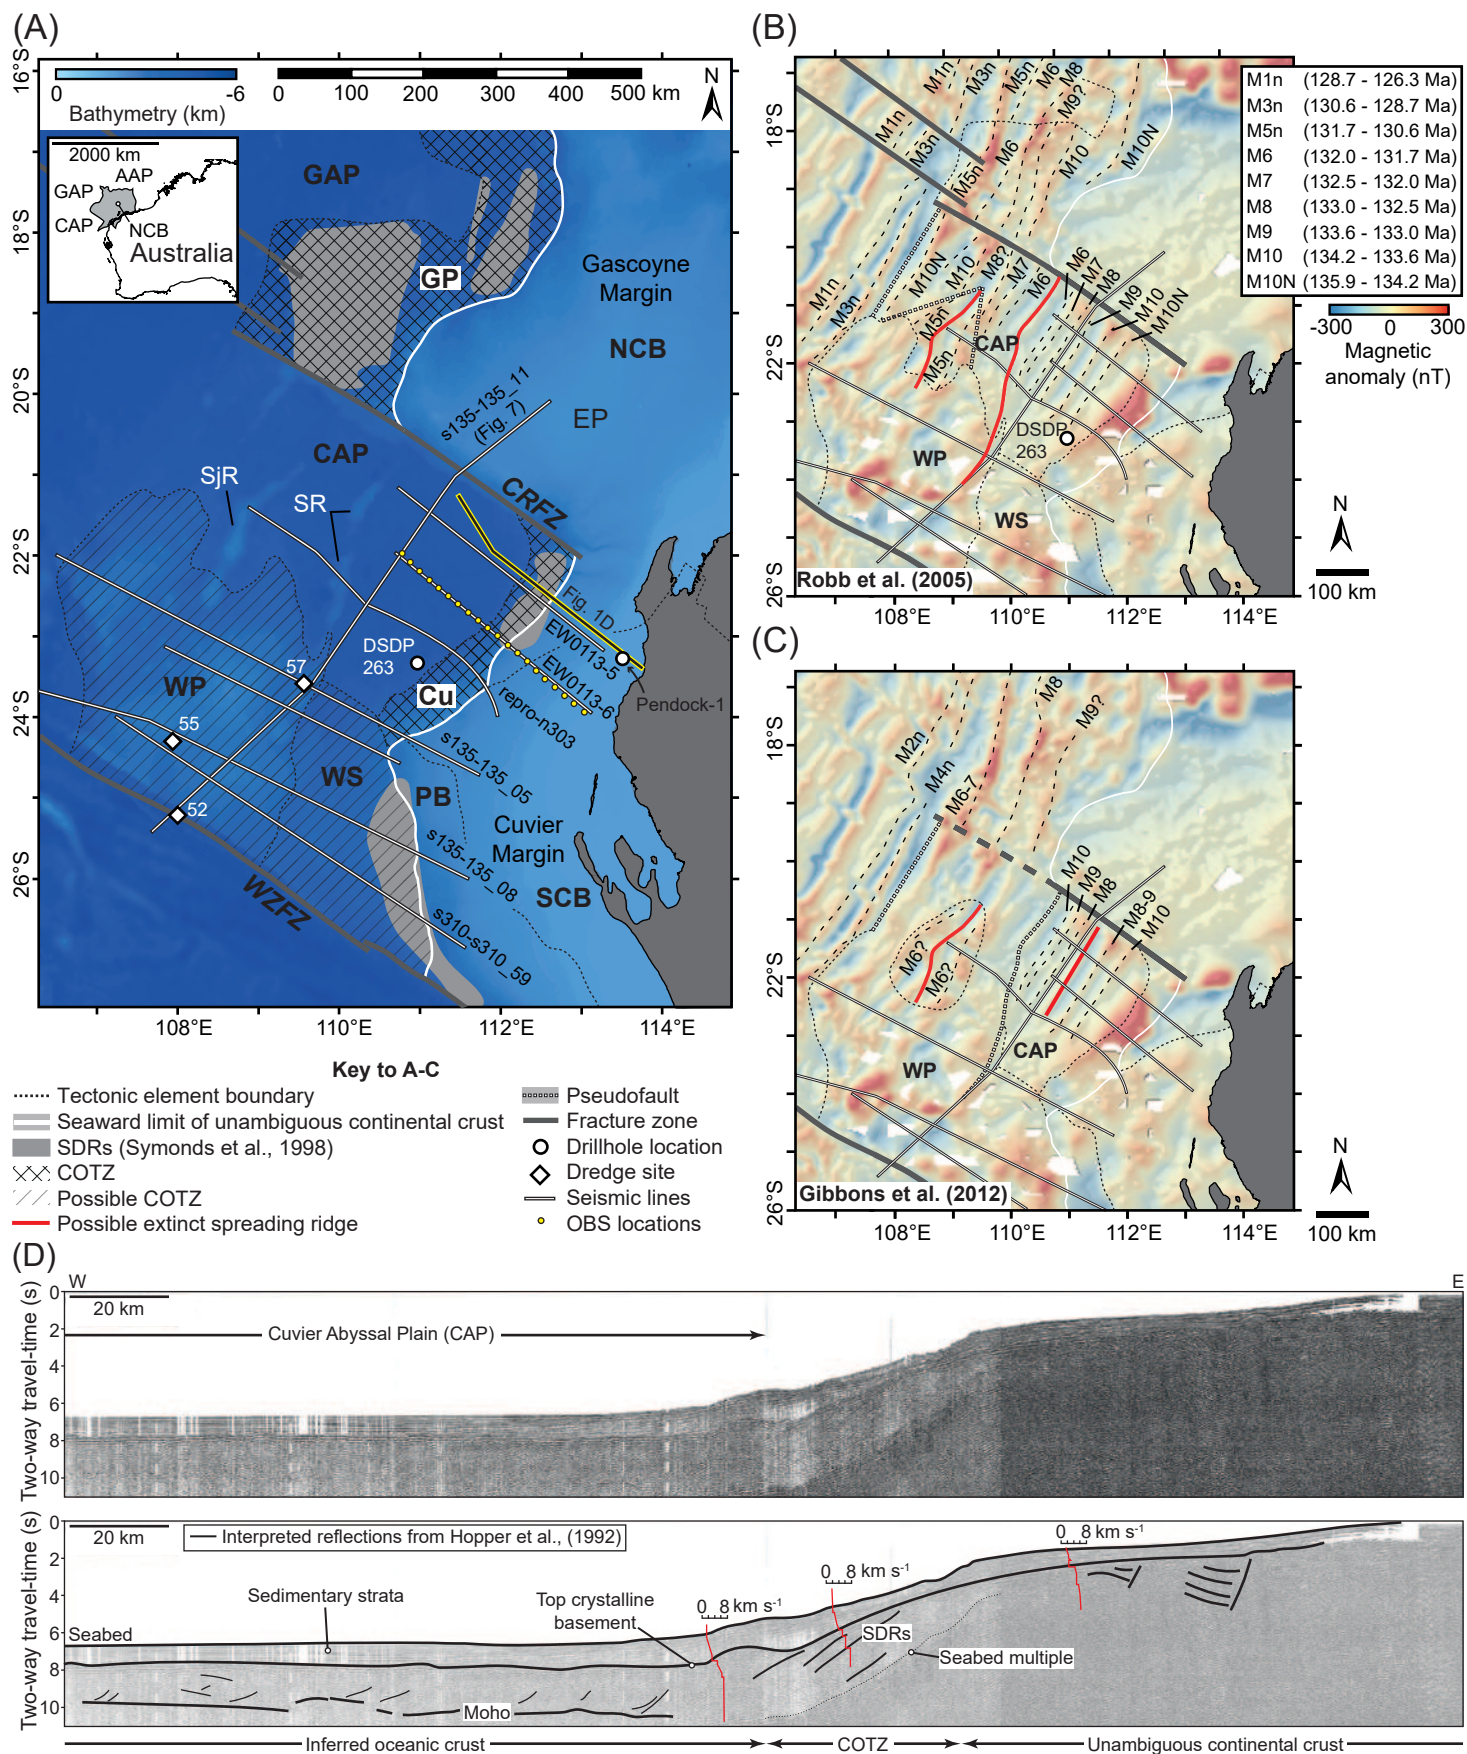 (A)
16°S
18°S
20°S
22°S
24°S
26°S
0
-6
Bathymetry (km)
0 100 200 300 400 500 km
N
2000 km
AAP
GAP
CAP
NCB
Australia
GAP
GP
Gascoyne
Margin
NCB
s135-135_11
(Fig. 7)
EP
CAP
CRFZ
SjR
SR
Fig. 1D
EW0113-5
EW0113-6
Pendock-1
DSDP
263
Cu
repro-n303
57
WP
55
52
WS
PB
s135-135_05
Cuvier
Margin
s135-135_08
SCB
WZFZ
s310-s310_59
108°E 110°E 112°E 114°E
Key to A-C
Tectonic element boundary
Seaward limit of unambiguous continental crust
SDRs (Symonds et al., 1998)
COTZ
Possible COTZ
Possible extinct spreading ridge
Pseudofault
Fracture zone
Drillhole location
Dredge site
Seismic lines
OBS locations
(B)
18°S
22°S
26°S
M1n
M3n
M5n
M6
M8
M9?
M1n
M3n
M5n
M6
M10
M10N
M1n
M3n
M10N
M10
M8?
M7
M6
M6
M7
M8
M9
M10
M10N
M5n
M5n
CAP
DSDP
263
WP
WS
Robb et al. (2005)
108°E 110°E 112°E 114°E
M1n (128.7 - 126.3 Ma)
M3n (130.6 - 128.7 Ma)
M5n (131.7 - 130.6 Ma)
M6 (132.0 - 131.7 Ma)
M7 (132.5 - 132.0 Ma)
M8 (133.0 - 132.5 Ma)
M9 (133.6 - 133.0 Ma)
M10 (134.2 - 133.6 Ma)
M10N (135.9 - 134.2 Ma)
-300 0 300
Magnetic
anomaly (nT)
N
100 km
(C)
18°S
22°S
26°S
M2n
M4n
M6-7
M8
M9?
M10
M9
M8
M8-9
M10
M6?
M6?
CAP
WP
Gibbons et al. (2012)
108°E 110°E 112°E 114°E
N
100 km
(D)
W
E
20 km
Cuvier Abyssal Plain (CAP)
Two-way travel-time (s)
0
2
4
6
8
10
20 km
Interpreted reflections from Hopper et al., (1992)
Two-way travel-time (s)
0
2
4
6
8
10
0 8 km s-1
0 8 km s-1
0 8 km s-1
Sedimentary strata
Top crystalline
basement
Seabed
SDRs
Seabed multiple
Moho
Inferred oceanic crust
COTZ
Unambiguous continental crust